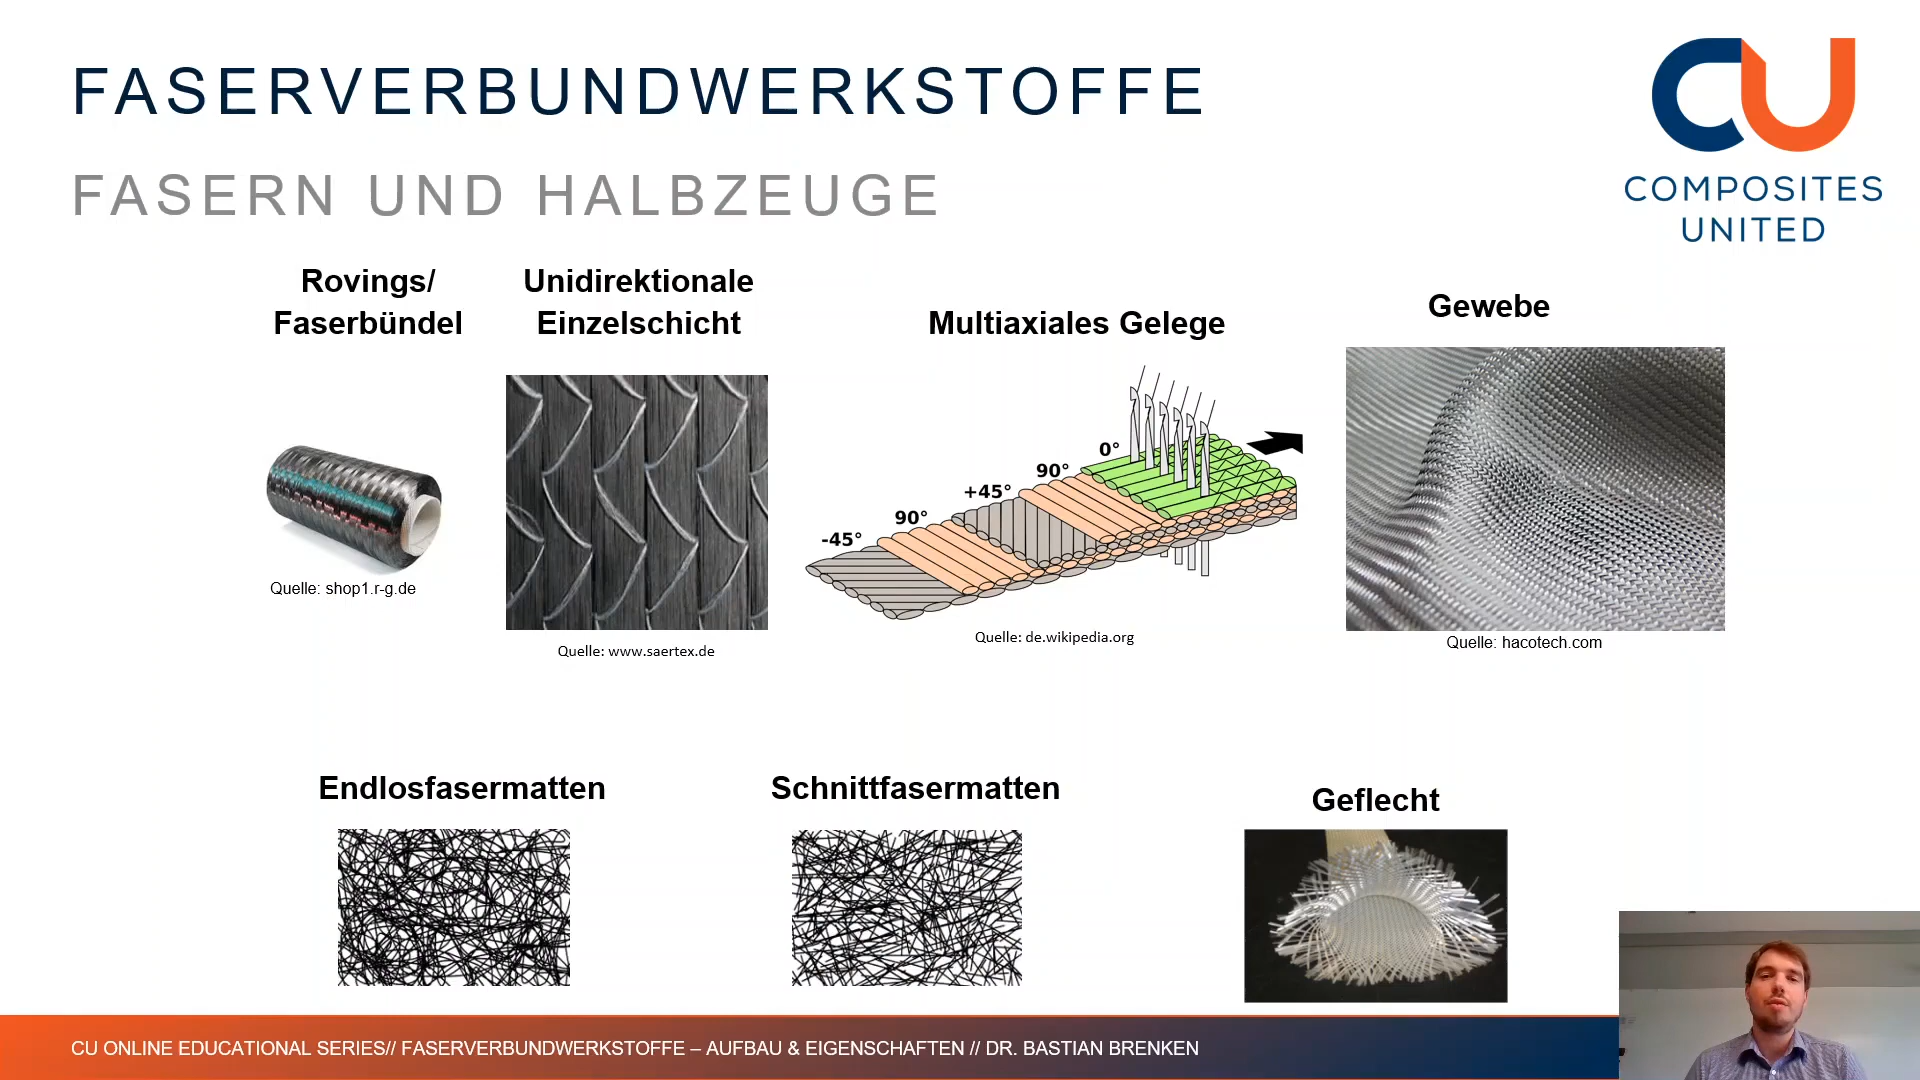 FASERVERBUNDWERKSTOFFE
FASERN UND HALBZEUGE
CU
COMPOSITES
UNITED
Rovings/
Faserbündel
Quelle: shop1.r-g.de
Unidirektionale
Einzelschicht
Quelle: www.saertex.de
Multiaxiales Gelege
-45°
90°
+45°
90°
0°
Quelle: de.wikipedia.org
Gewebe
Quelle: hacotech.com
Endlosfasermatten
Schnittfasermatten
Geflecht
CU ONLINE EDUCATIONAL SERIES// FASERVERBUNDWERKSTOFFE – AUFBAU & EIGENSCHAFTEN // DR. BASTIAN BRENKEN